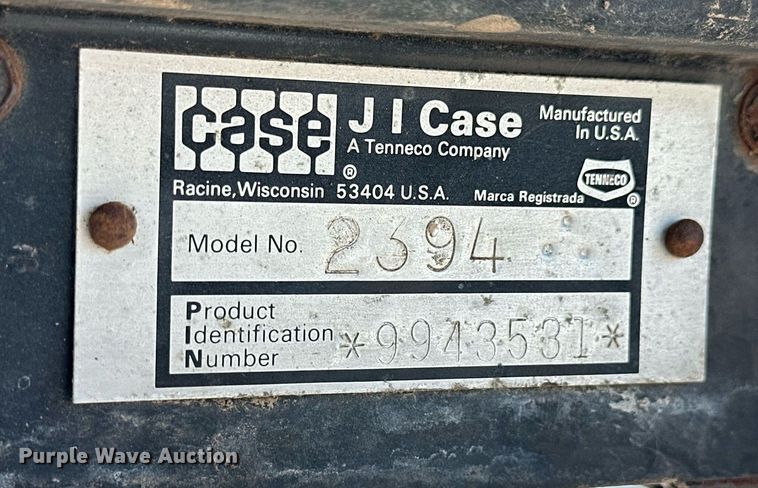 case
®
J I Case
A Tenneco Company
Manufactured
In U.S.A.
Racine, Wisconsin 53404 U.S.A.
Marca Registrada
TENNECO
®
Model No. 2394
Product
Identification
Number
*9943531*
Purple Wave Auction